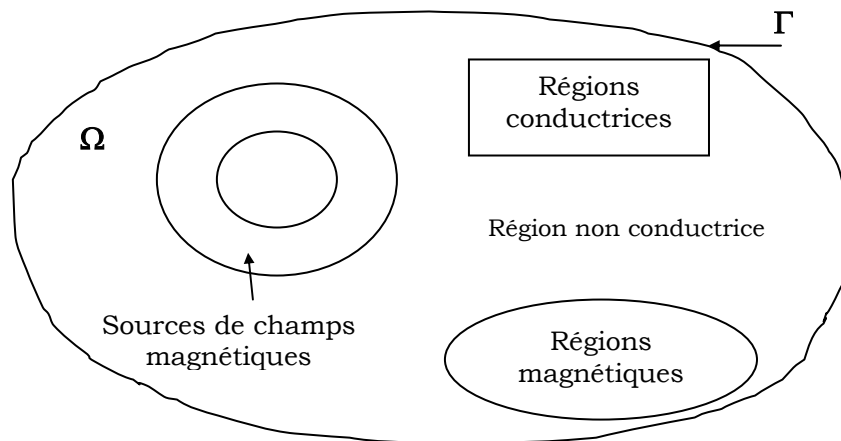 Γ
Régions
conductrices
Ω
Région non conductrice
Sources de champs
magnétiques
Régions
magnétiques